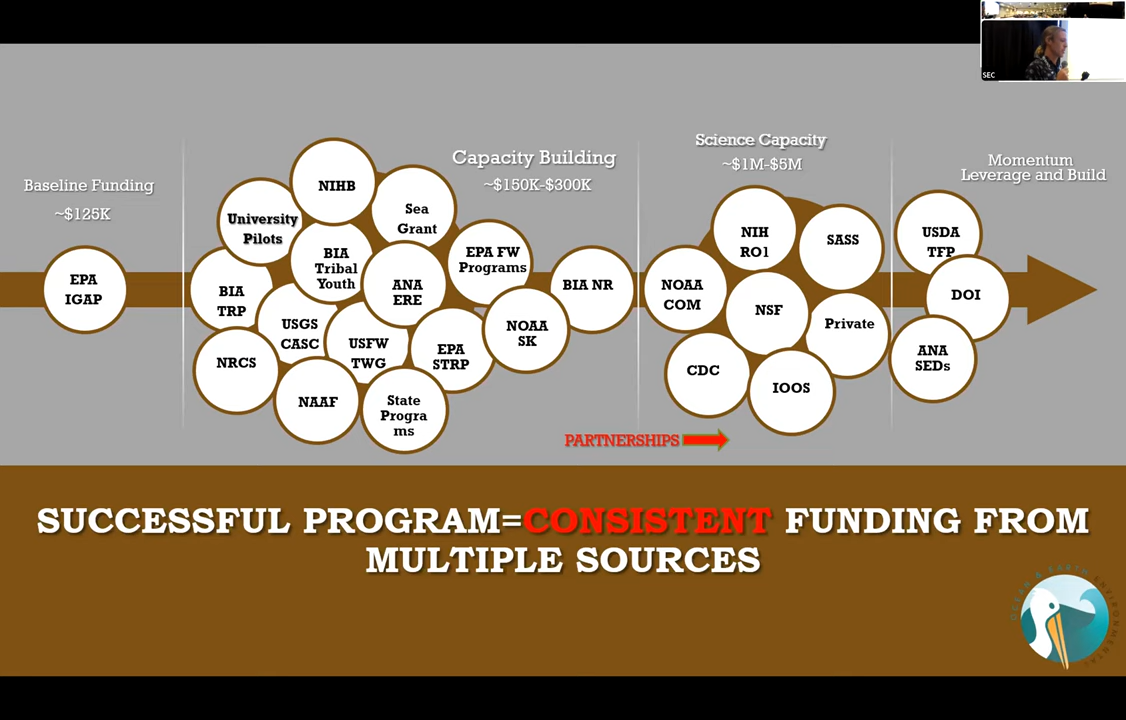 SEC
Baseline Funding
~$125K
EPA
IGAP
Capacity Building
~$150K-$300K
NIHB
University
Pilots
Sea
Grant
BIA
Tribal
Youth
EPA FW
Programs
BIA
TRP
ANA
ERE
BIA NR
USGS
CASC
USFW
TWG
NOAA
SK
EPA
STRP
NRCS
NAAF
State
Progra
ms
Science Capacity
~$1M-$5M
NIH
RO1
SASS
NOAA
COM
NSF
Private
CDC
IOOS
PARTNERSHIPS
Momentum
Leverage and Build
USDA
TFP
DOI
ANA
SEDs
SUCCESSFUL PROGRAM=CONSISTENT FUNDING FROM
MULTIPLE SOURCES
OCEAN & EARTH ENVIRONMENTAL